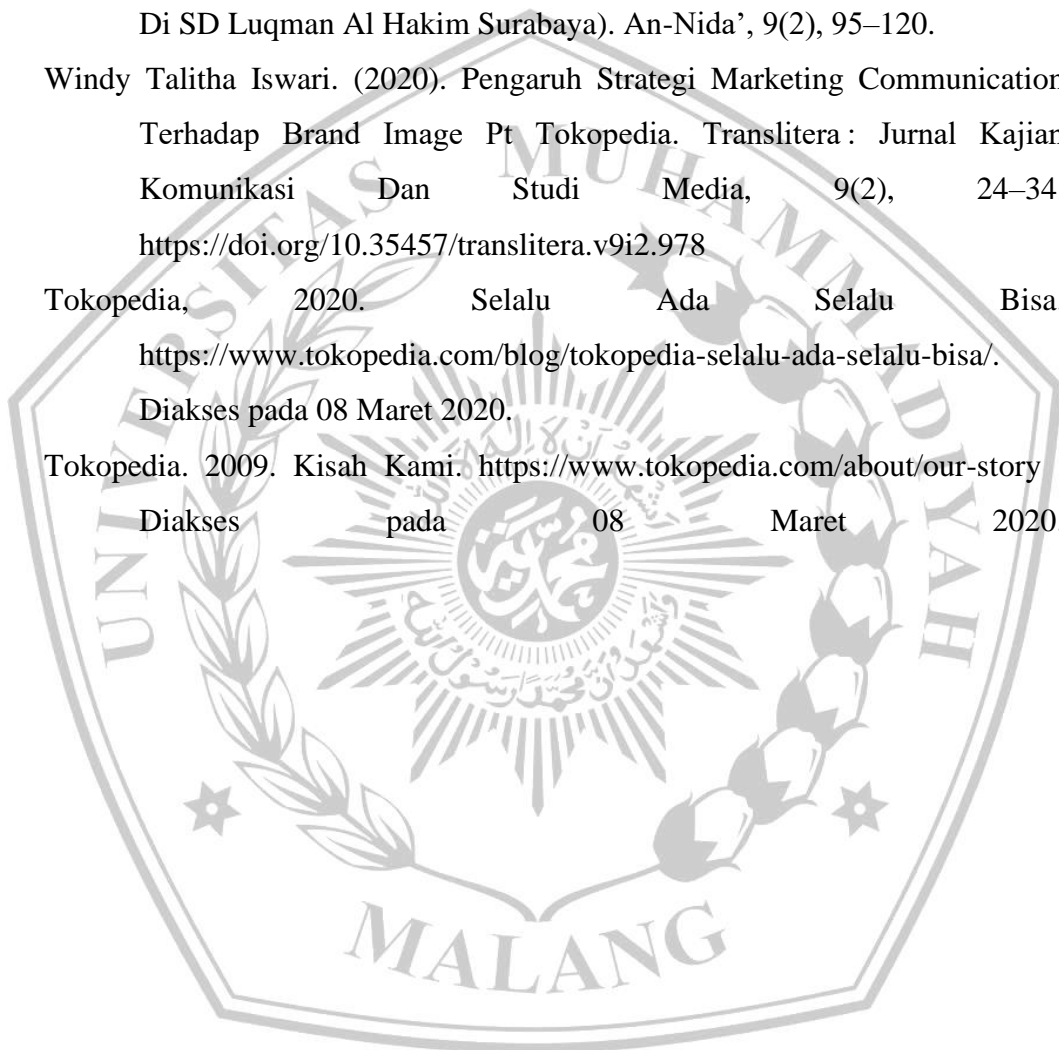 Di SD Luqman Al Hakim Surabaya). An-Nida’, 9(2), 95–120.
Windy Talitha Iswari. (2020). Pengaruh Strategi Marketing Communication
Terhadap Brand Image Pt Tokopedia. Translitera : Jurnal Kajian
Komunikasi Dan Studi Media, 9(2), 24–34
https://doi.org/10.35457/translitera.v9i2.978
Tokopedia, 2020. Selalu Ada Selalu Bisa
https://www.tokopedia.com/blog/tokopedia-selalu-ada-selalu-bisa/.
Diakses pada 08 Maret 2020.
Tokopedia. 2009. Kisah Kami. https://www.tokopedia.com/about/our-story
Diakses pada 08 Maret 2020
UNIVERSITAS MUHAMMADIYAH
MALANG